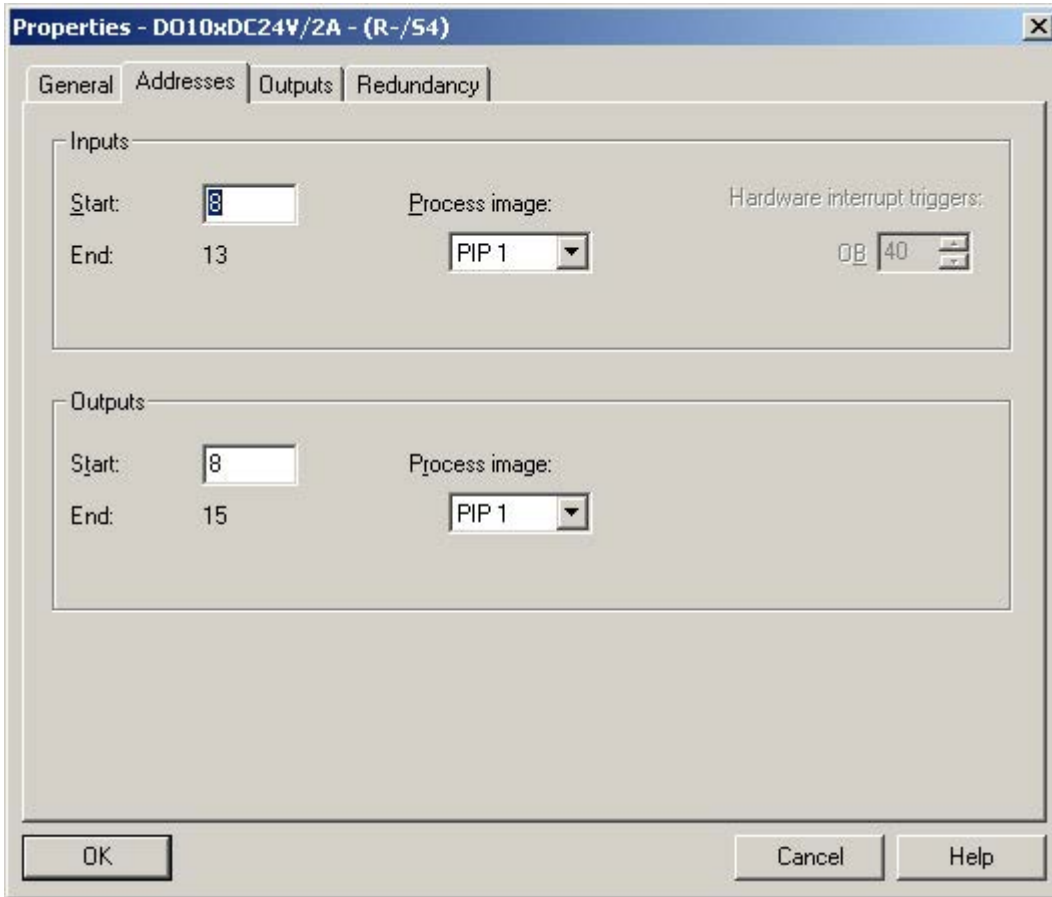 Properties - DO10xDC24V/2A - (R-/S4)
General Addresses Outputs Redundancy
Inputs
Start: 8 Process image: Hardware interrupt triggers:
End: 13 PIP 1 OB 40
Outputs
Start: 8 Process image:
End: 15 PIP 1
OK Cancel Help